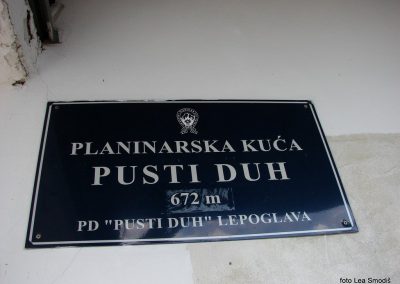 PLANINARSKA KUĆA
PUSTI DUH
672 m
PD "PUSTI DUH" LEPOGLAVA
foto Lea Smodiš